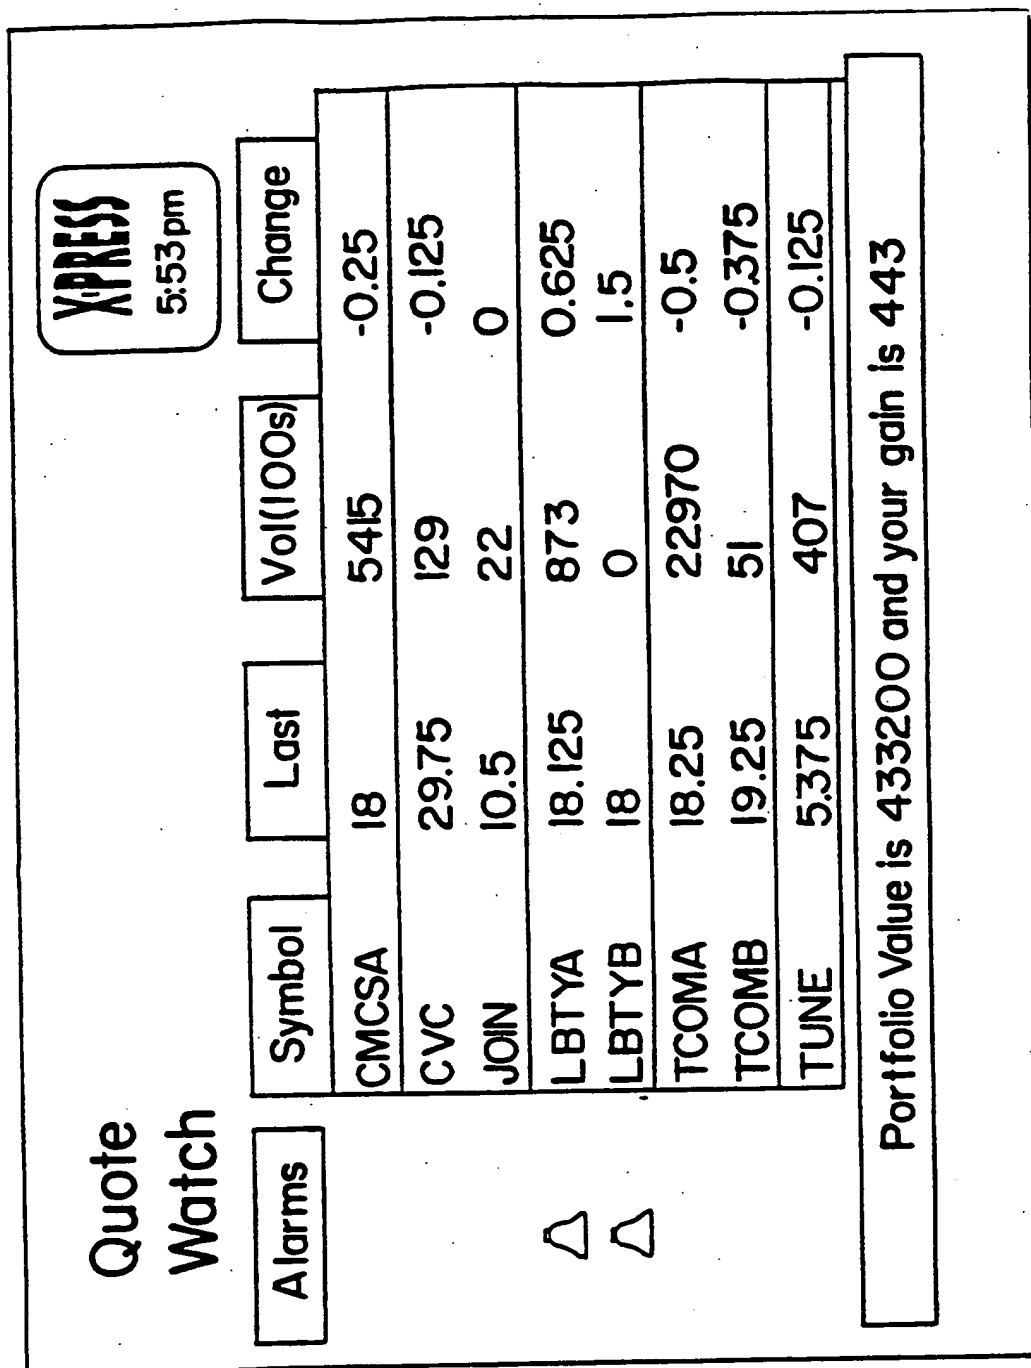 Quote
Watch
X·PRESS
5:53pm
Alarms Symbol Last Vol(100s) Change
CMCSA 18 5415 -0.25
CVC 29.75 129 -0.125
JOIN 10.5 22 0
LBTYA 18.125 873 0.625
LBTYB 18 0 1.5
TCOMA 18.25 22970 -0.5
TCOMB 19.25 51 -0.375
TUNE 5.375 407 -0.125
Portfolio Value is 433200 and your gain is 443